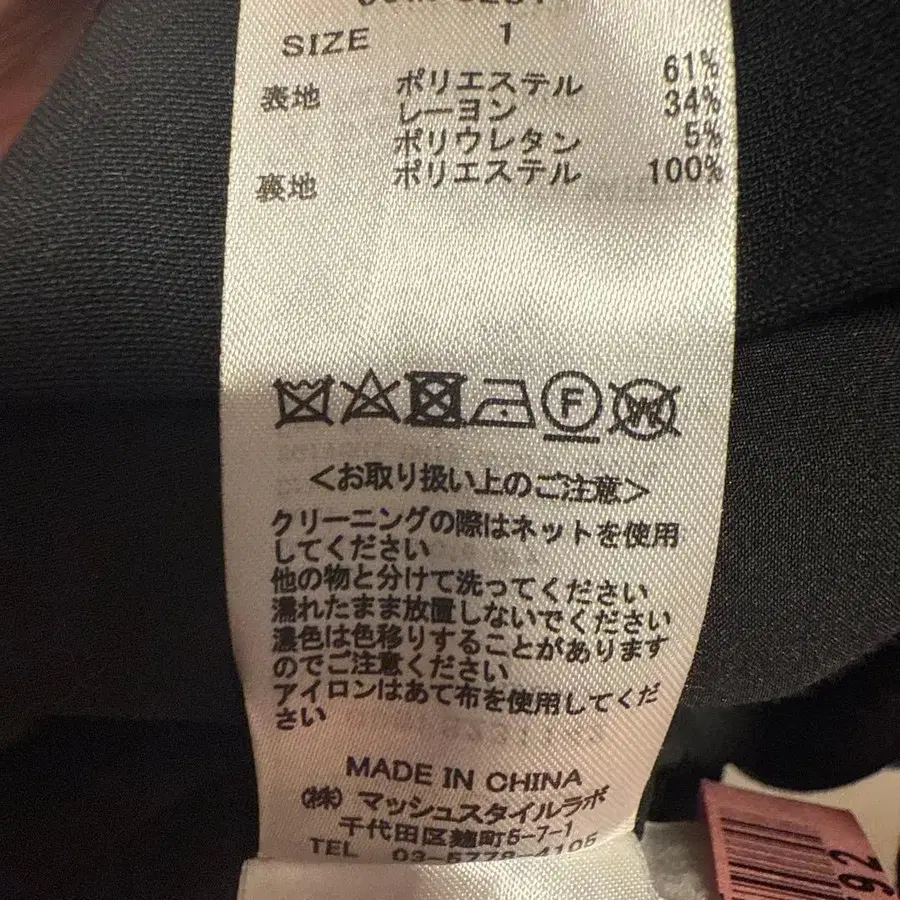 SIZE 1
表地 ポリエステル 61%
レーヨン 34%
ポリウレタン 5%
裏地 ポリエステル 100%
F
W
<お取り扱い上のご注意>
クリーニングの際はネットを使用
してください
他の物と分けて洗ってください
濡れたまま放置しないでください
濃色は色移りすることがあります
のでご注意ください
アイロンはあて布を使用してくだ
さい
MADE IN CHINA
(株) マッシュスタイルラボ
千代田区麹町5-7-1
TEL 03-5778-4105